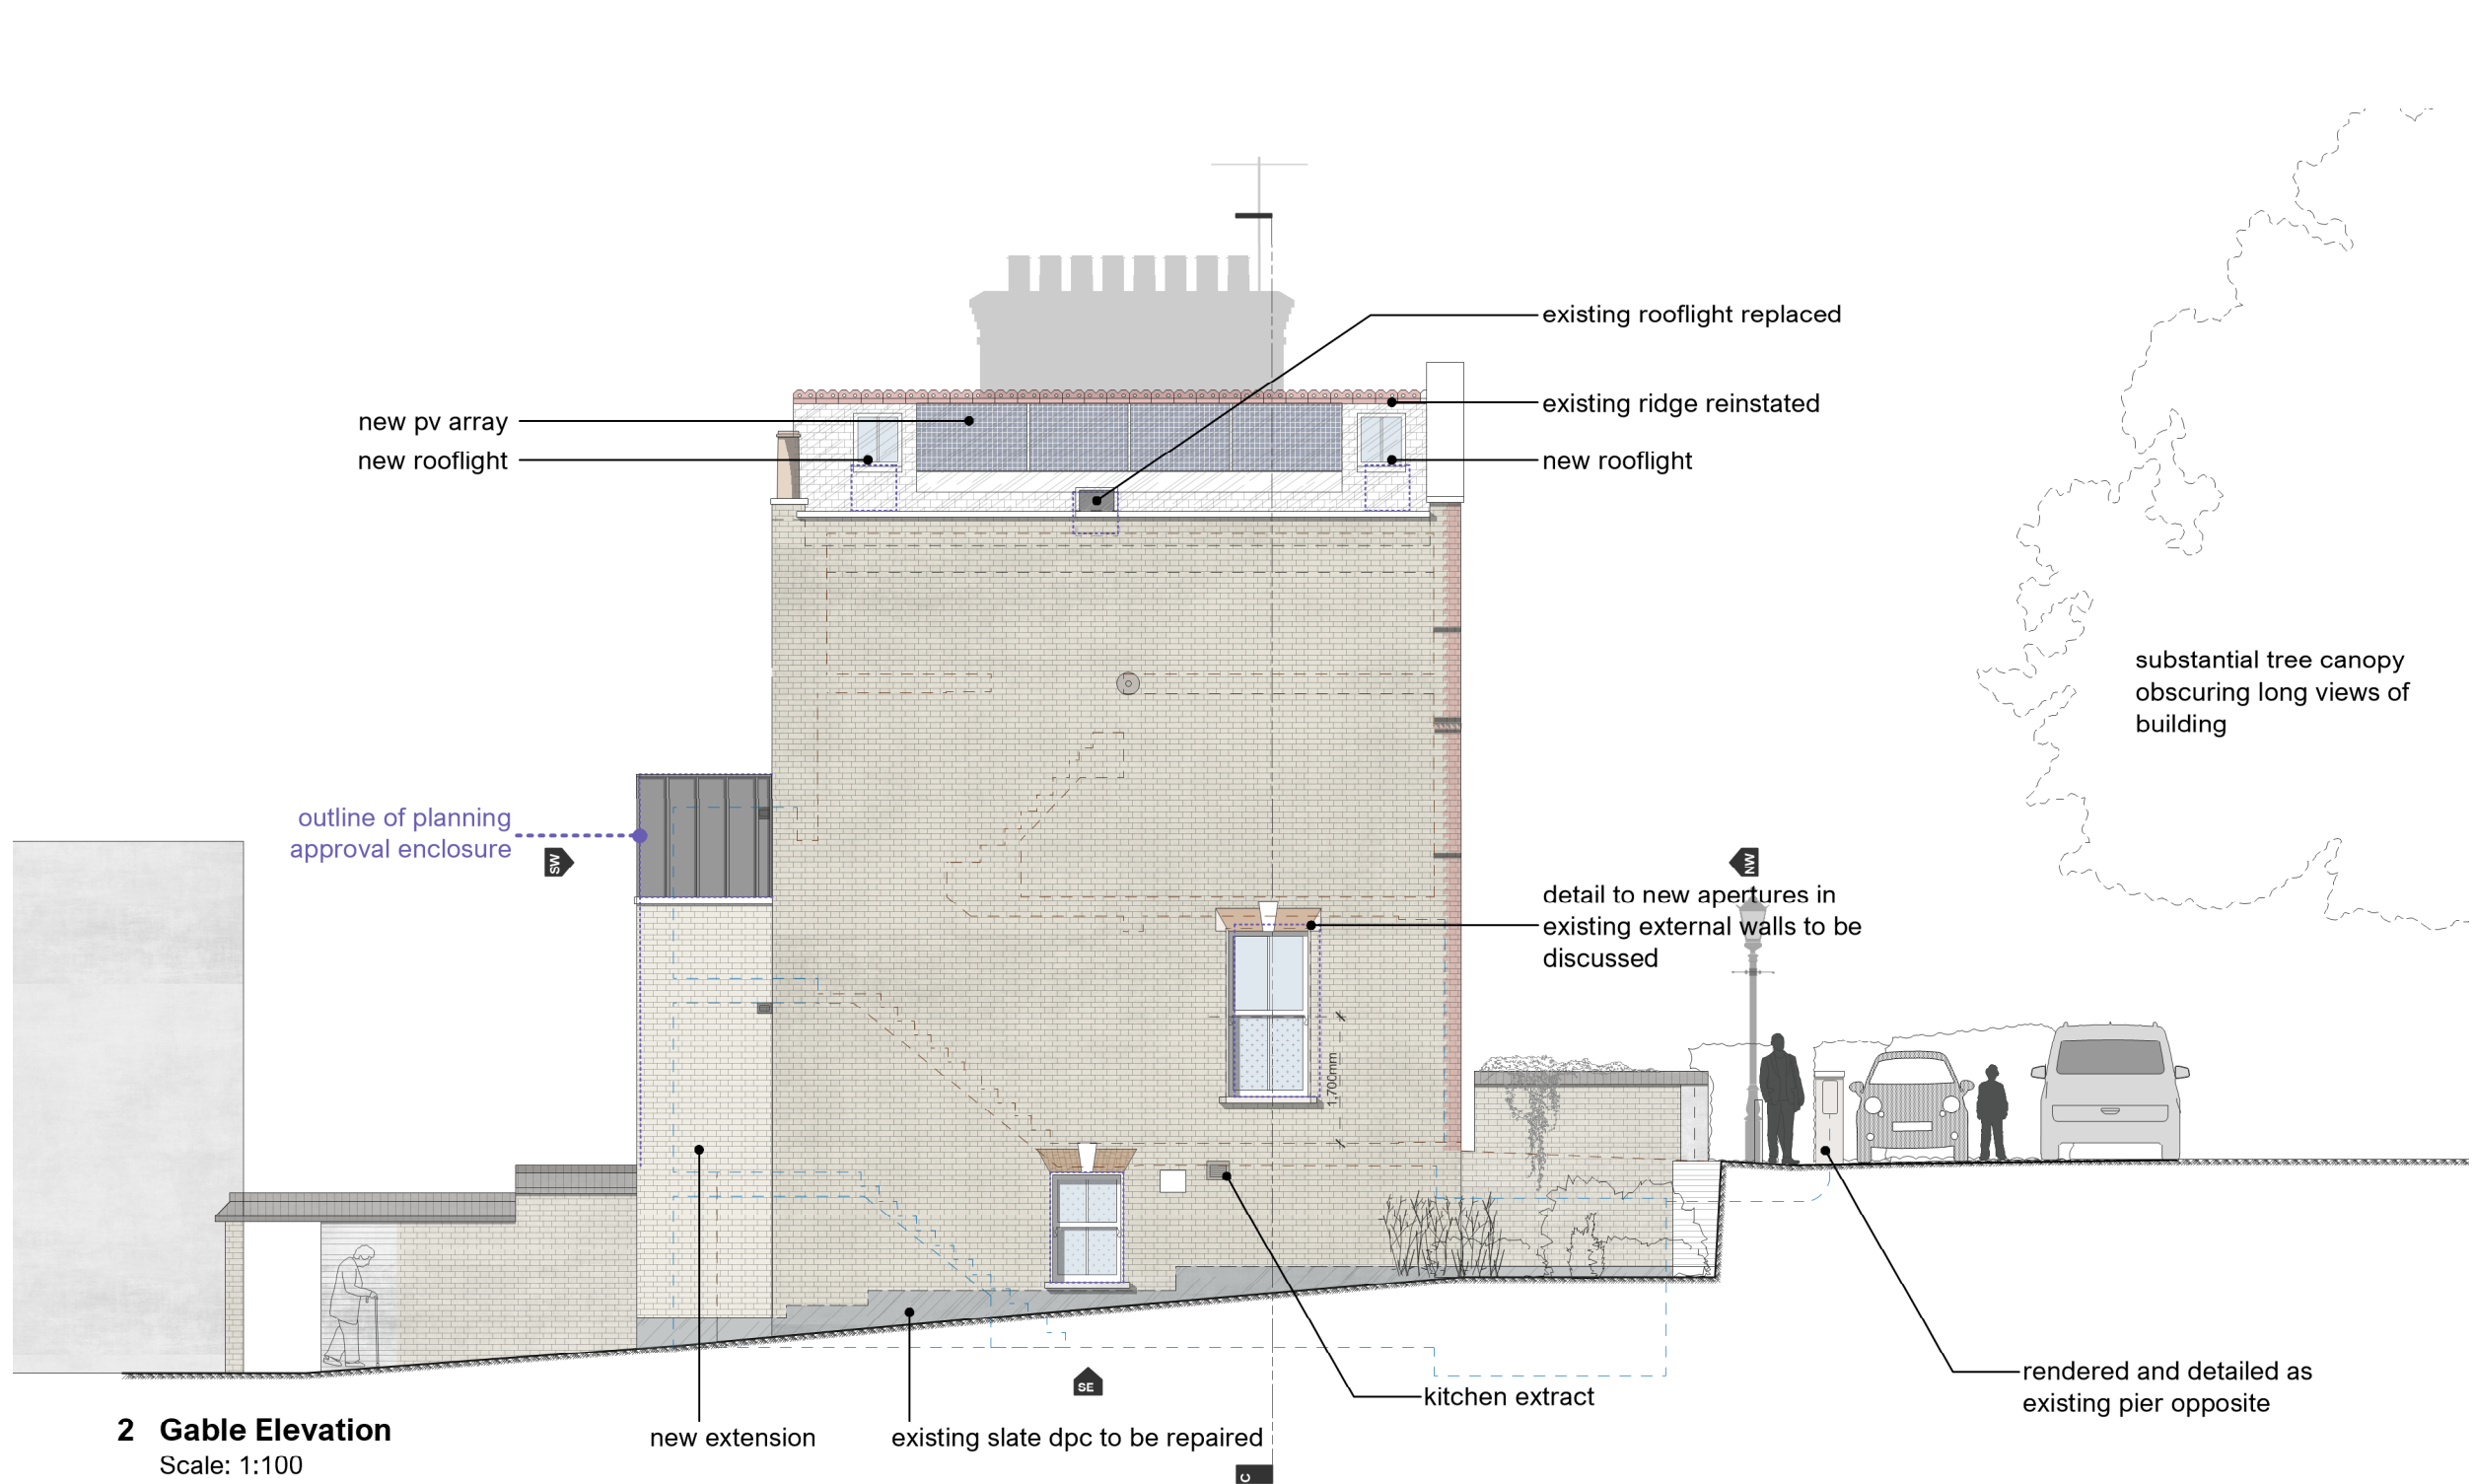 existing rooflight replaced
new pv array
existing ridge reinstated
new rooflight
new rooflight
substantial tree canopy
obscuring long views of
building
outline of planning
approval enclosure
SW
NW
detail to new apertures in
existing external walls to be
discussed
1,700mm
SE
kitchen extract
rendered and detailed as
existing pier opposite
2 Gable Elevation
Scale: 1:100
new extension
existing slate dpc to be repaired
C